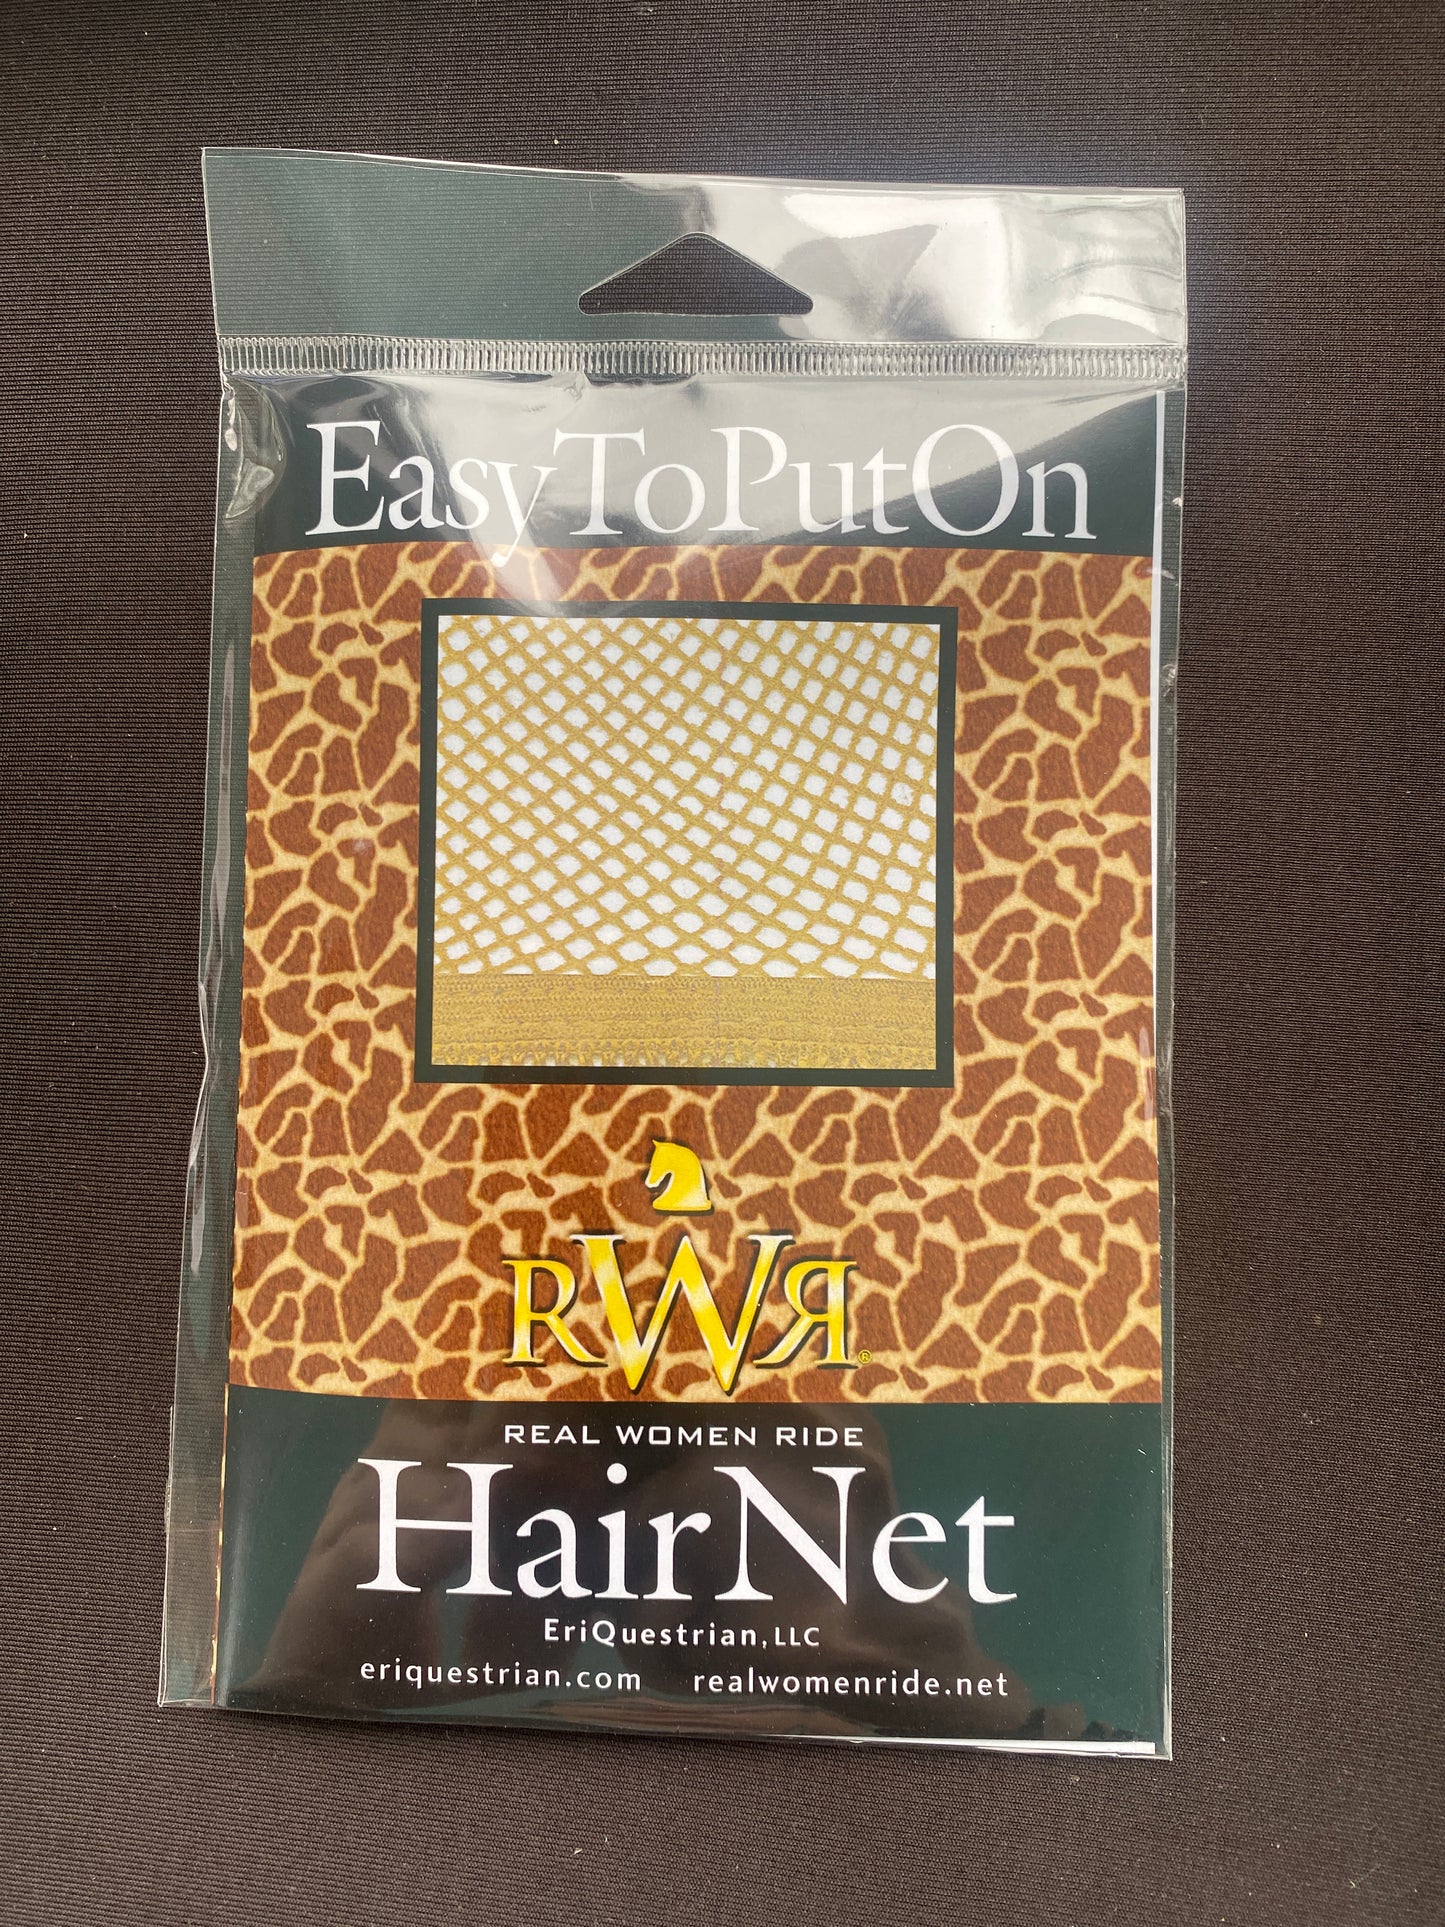 EasyToPutOn
RWR®
REAL WOMEN RIDE
HairNet
EriQuestrian, LLC
eriquestrian.com realwomenride.net